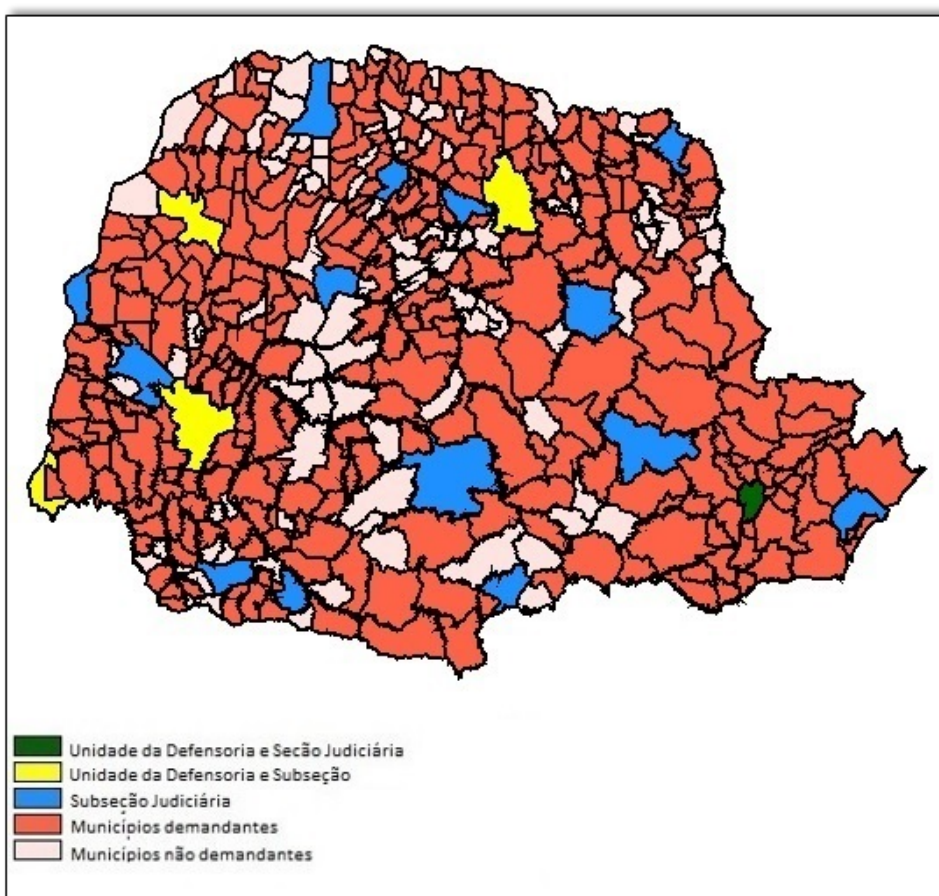 Unidade da Defensoria e Secão Judiciária
Unidade da Defensoria e Subseção
Subseção Judiciária
Municípios demandantes
Municípios não demandantes